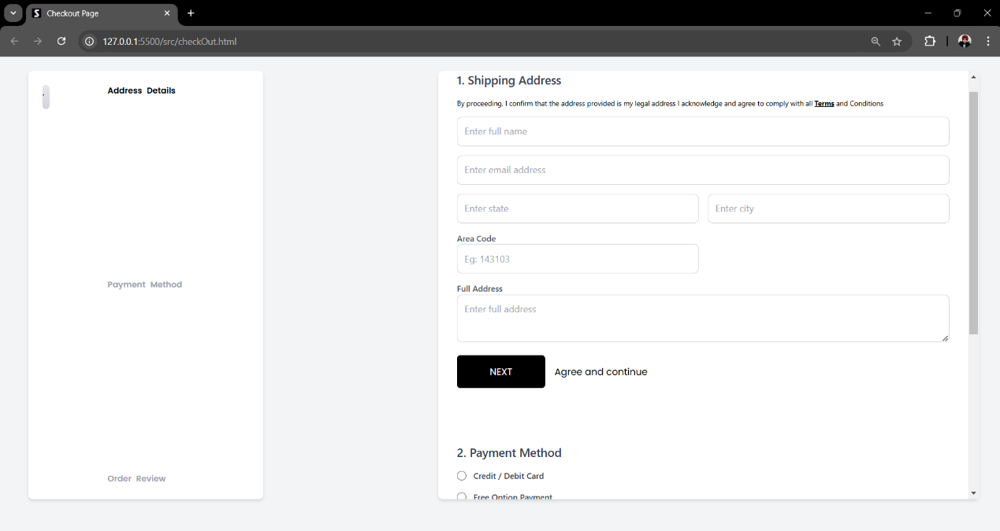 Checkout Page
127.0.0.1:5500/src/checkOut.html
Address Details
Payment Method
Order Review
1. Shipping Address
By proceeding, I confirm that the address provided is my legal address I acknowledge and agree to comply with all Terms and Conditions
Enter full name
Enter email address
Enter state Enter city
Area Code
Eg: 143103
Full Address
Enter full address
NEXT Agree and continue
2. Payment Method
Credit / Debit Card
Free Option Payment